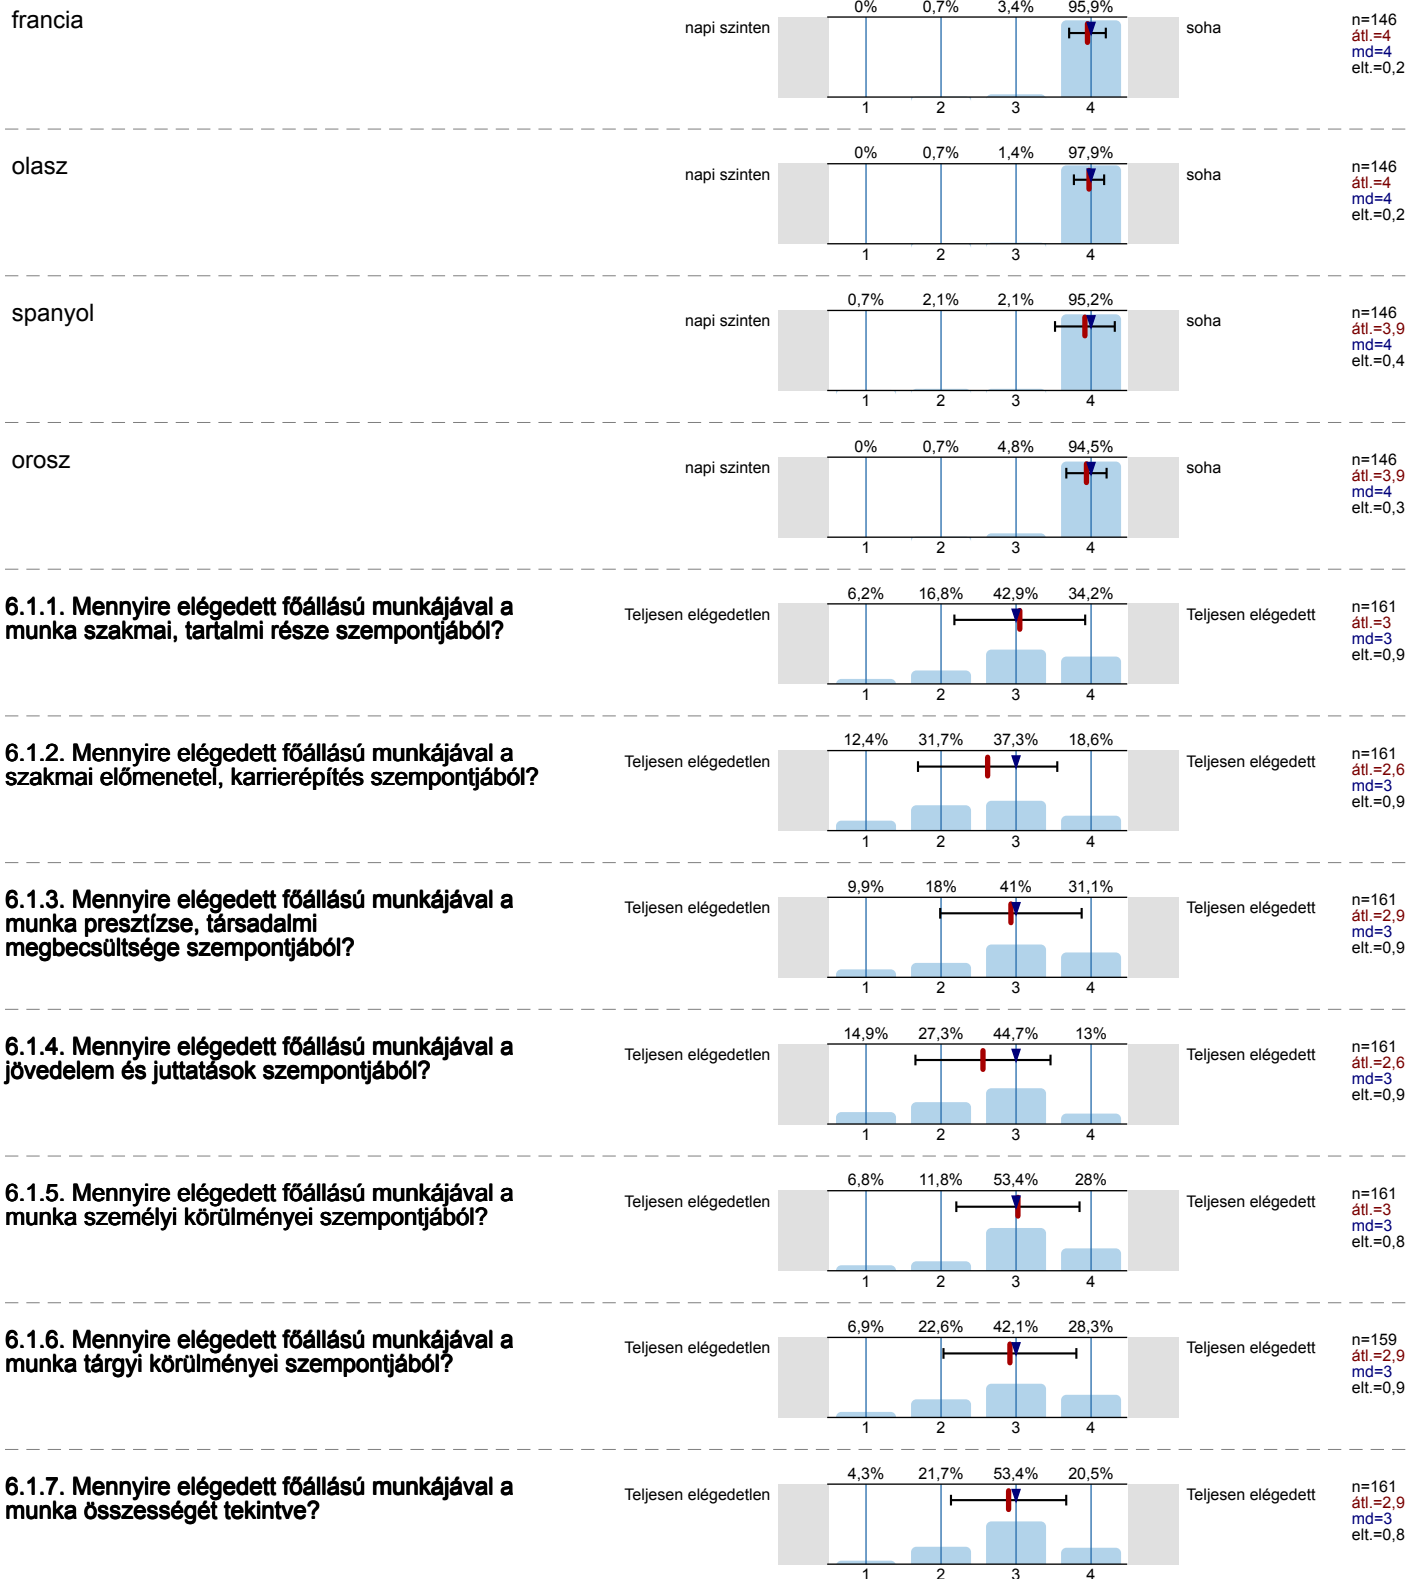 francia
0% 0,7% 3,4% 95,9%
napi szinten
soha
n=146
átl.=4
md=4
elt.=0,2
1 2 3 4
olasz
0% 0,7% 1,4% 97,9%
napi szinten
soha
n=146
átl.=4
md=4
elt.=0,2
1 2 3 4
spanyol
0,7% 2,1% 2,1% 95,2%
napi szinten
soha
n=146
átl.=3,9
md=4
elt.=0,4
1 2 3 4
orosz
0% 0,7% 4,8% 94,5%
napi szinten
soha
n=146
átl.=3,9
md=4
elt.=0,3
1 2 3 4
6.1.1. Mennyire elégedett főállású munkájával a
munka szakmai, tartalmi része szempontjából?
6,2% 16,8% 42,9% 34,2%
Teljesen elégedetlen
Teljesen elégedett
n=161
átl.=3
md=3
elt.=0,9
1 2 3 4
6.1.2. Mennyire elégedett főállású munkájával a
szakmai előmenetel, karrierépítés szempontjából?
12,4% 31,7% 37,3% 18,6%
Teljesen elégedetlen
Teljesen elégedett
n=161
átl.=2,6
md=3
elt.=0,9
1 2 3 4
6.1.3. Mennyire elégedett főállású munkájával a
munka presztízse, társadalmi
megbecsültsége szempontjából?
9,9% 18% 41% 31,1%
Teljesen elégedetlen
Teljesen elégedett
n=161
átl.=2,9
md=3
elt.=0,9
1 2 3 4
6.1.4. Mennyire elégedett főállású munkájával a
jövedelem és juttatások szempontjából?
14,9% 27,3% 44,7% 13%
Teljesen elégedetlen
Teljesen elégedett
n=161
átl.=2,6
md=3
elt.=0,9
1 2 3 4
6.1.5. Mennyire elégedett főállású munkájával a
munka személyi körülményei szempontjából?
6,8% 11,8% 53,4% 28%
Teljesen elégedetlen
Teljesen elégedett
n=161
átl.=3
md=3
elt.=0,8
1 2 3 4
6.1.6. Mennyire elégedett főállású munkájával a
munka tárgyi körülményei szempontjából?
6,9% 22,6% 42,1% 28,3%
Teljesen elégedetlen
Teljesen elégedett
n=159
átl.=2,9
md=3
elt.=0,9
1 2 3 4
6.1.7. Mennyire elégedett főállású munkájával a
munka összességét tekintve?
4,3% 21,7% 53,4% 20,5%
Teljesen elégedetlen
Teljesen elégedett
n=161
átl.=2,9
md=3
elt.=0,8
1 2 3 4